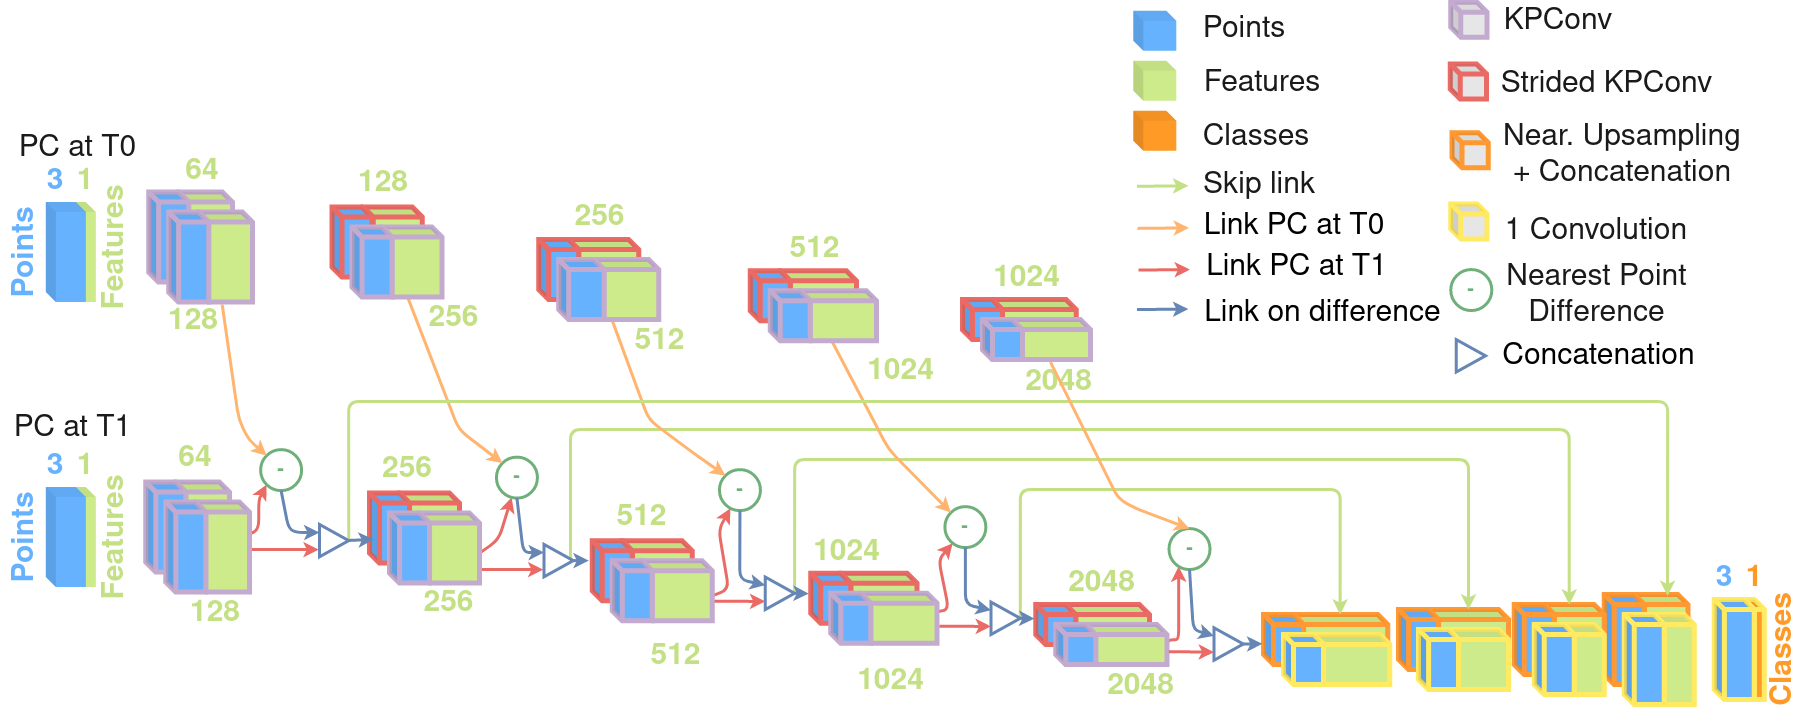 Points
Features
Classes
Skip link
Link PC at T0
Link PC at T1
Link on difference
KPConv
Strided KPConv
Near. Upsampling
+ Concatenation
1 Convolution
-
Nearest Point
Difference
Concatenation
PC at T0
3 1
Points
Features
64
128
128
256
256
512
512
1024
1024
2048
PC at T1
3 1
Points
Features
64
128
-
256
256
-
512
512
-
1024
1024
-
2048
2048
-
3 1
Classes